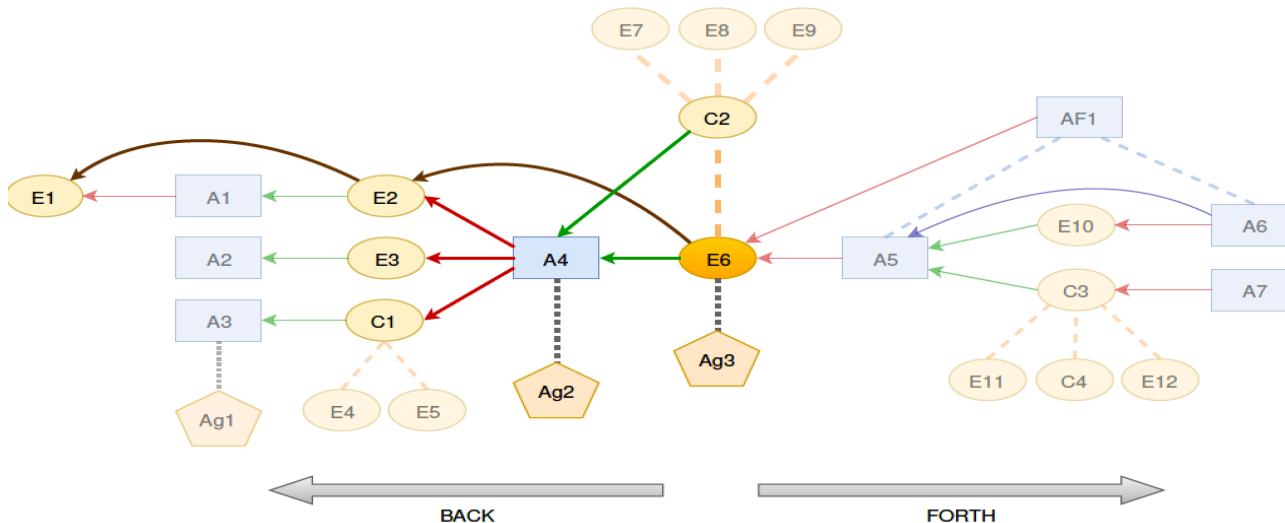 E7 E8 E9
C2
AF1
E1 A1 E2
A6
E10
A2 E3 A4 E6 A5
C3 A7
A3 C1
Ag3
E11 C4 E12
Ag2
E4 E5
Ag1
BACK FORTH